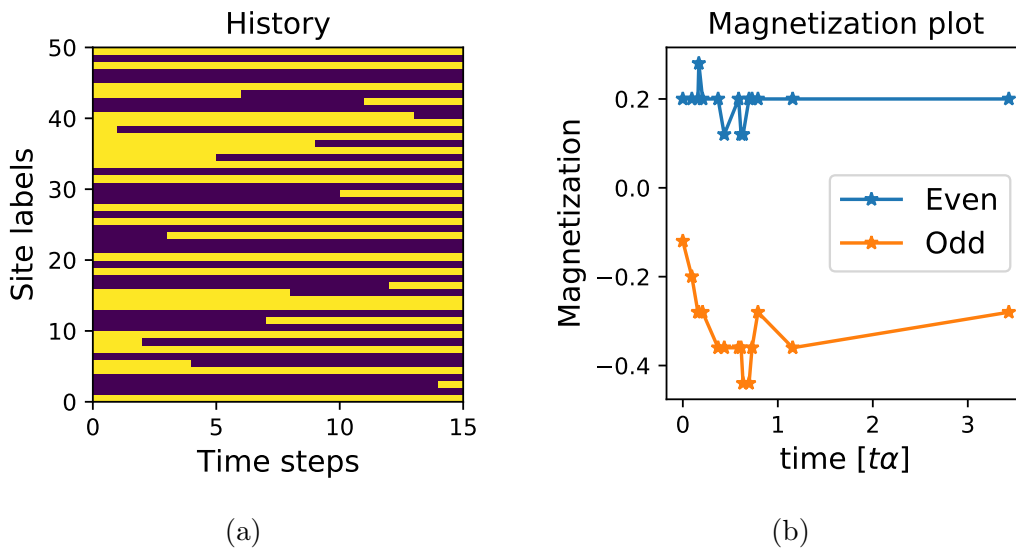 History
50
40
30
20
10
0
Site labels
0 5 10 15
Time steps
(a)
Magnetization plot
0.2
0.0
−0.2
−0.4
Magnetization
Even
Odd
0 1 2 3
time [tα]
(b)